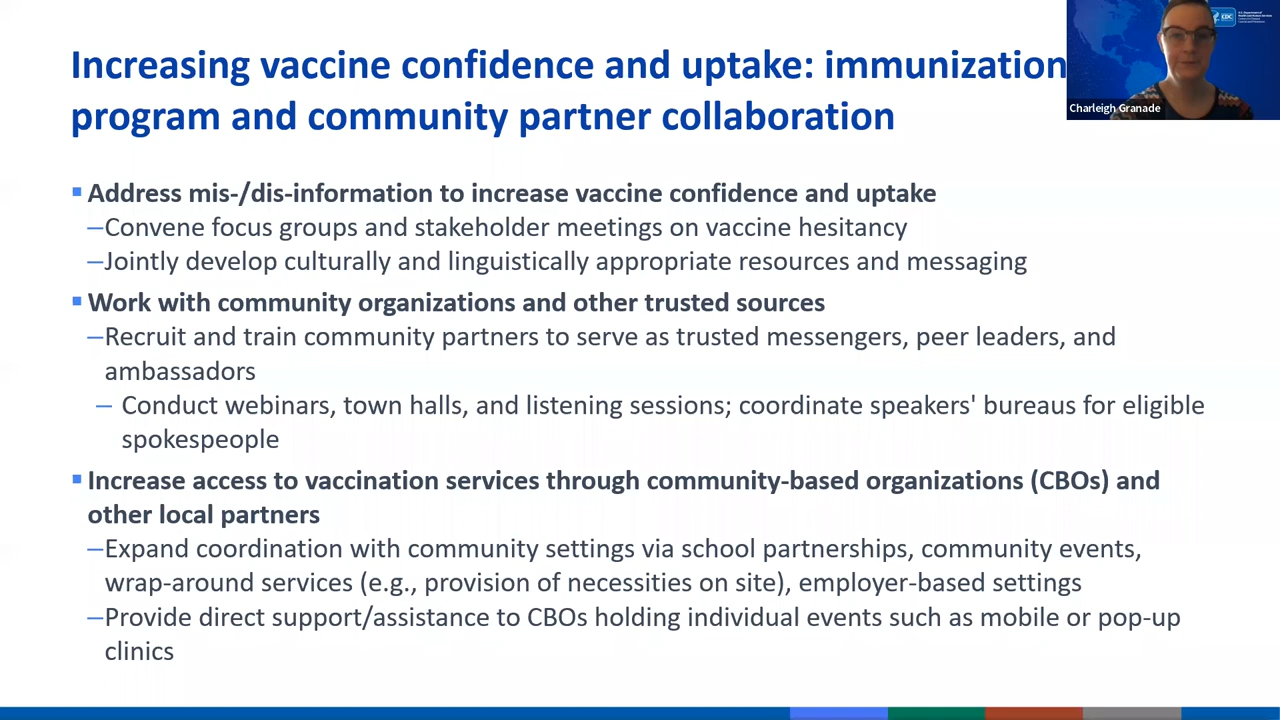 Increasing vaccine confidence and uptake: immunization
program and community partner collaboration
CDC
Charleigh Granade
▪ Address mis-/dis-information to increase vaccine confidence and uptake
–Convene focus groups and stakeholder meetings on vaccine hesitancy
–Jointly develop culturally and linguistically appropriate resources and messaging
▪ Work with community organizations and other trusted sources
–Recruit and train community partners to serve as trusted messengers, peer leaders, and
ambassadors
– Conduct webinars, town halls, and listening sessions; coordinate speakers' bureaus for eligible
spokespeople
▪ Increase access to vaccination services through community-based organizations (CBOs) and
other local partners
–Expand coordination with community settings via school partnerships, community events,
wrap-around services (e.g., provision of necessities on site), employer-based settings
–Provide direct support/assistance to CBOs holding individual events such as mobile or pop-up
clinics